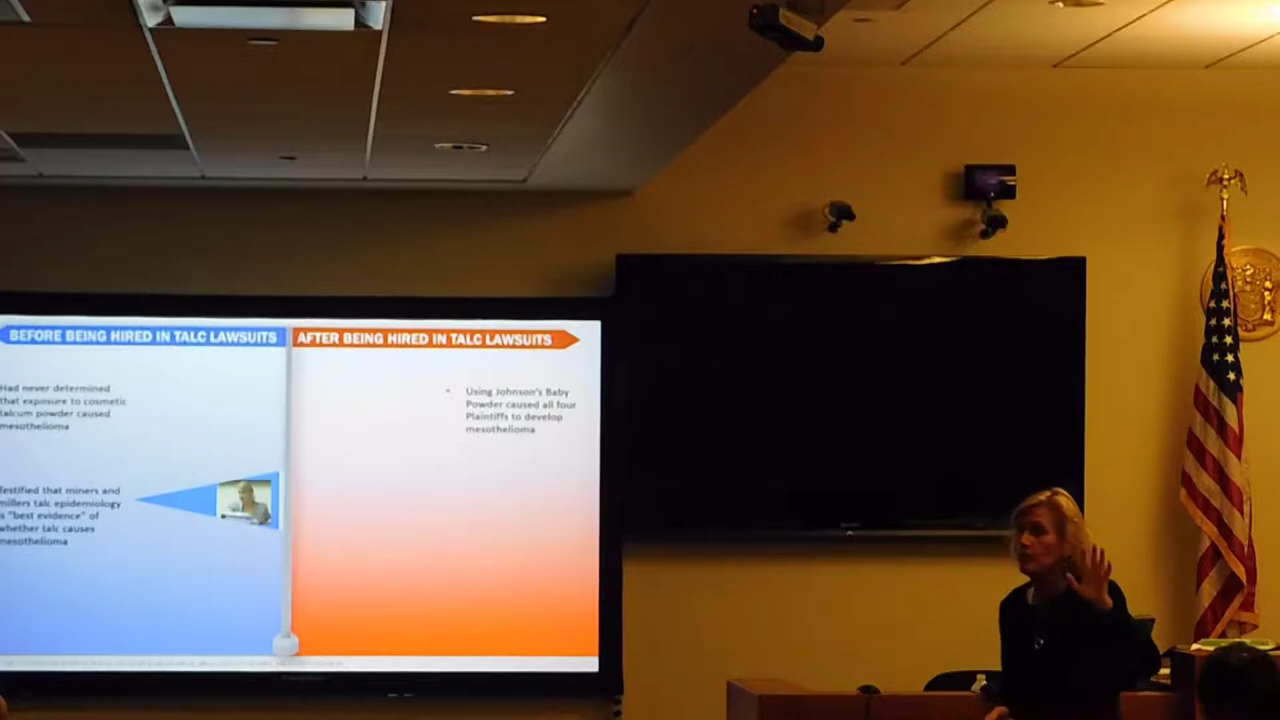 BEFORE BEING HIRED IN TALC LAWSUITS
AFTER BEING HIRED IN TALC LAWSUITS
Had never determined
that exposure to cosmetic
talcum powder caused
mesothelioma
Testified that miners and
millers talc epidemiology
is "best evidence" of
whether talc causes
mesothelioma
• Using Johnson's Baby
Powder caused all four
Plaintiffs to develop
mesothelioma